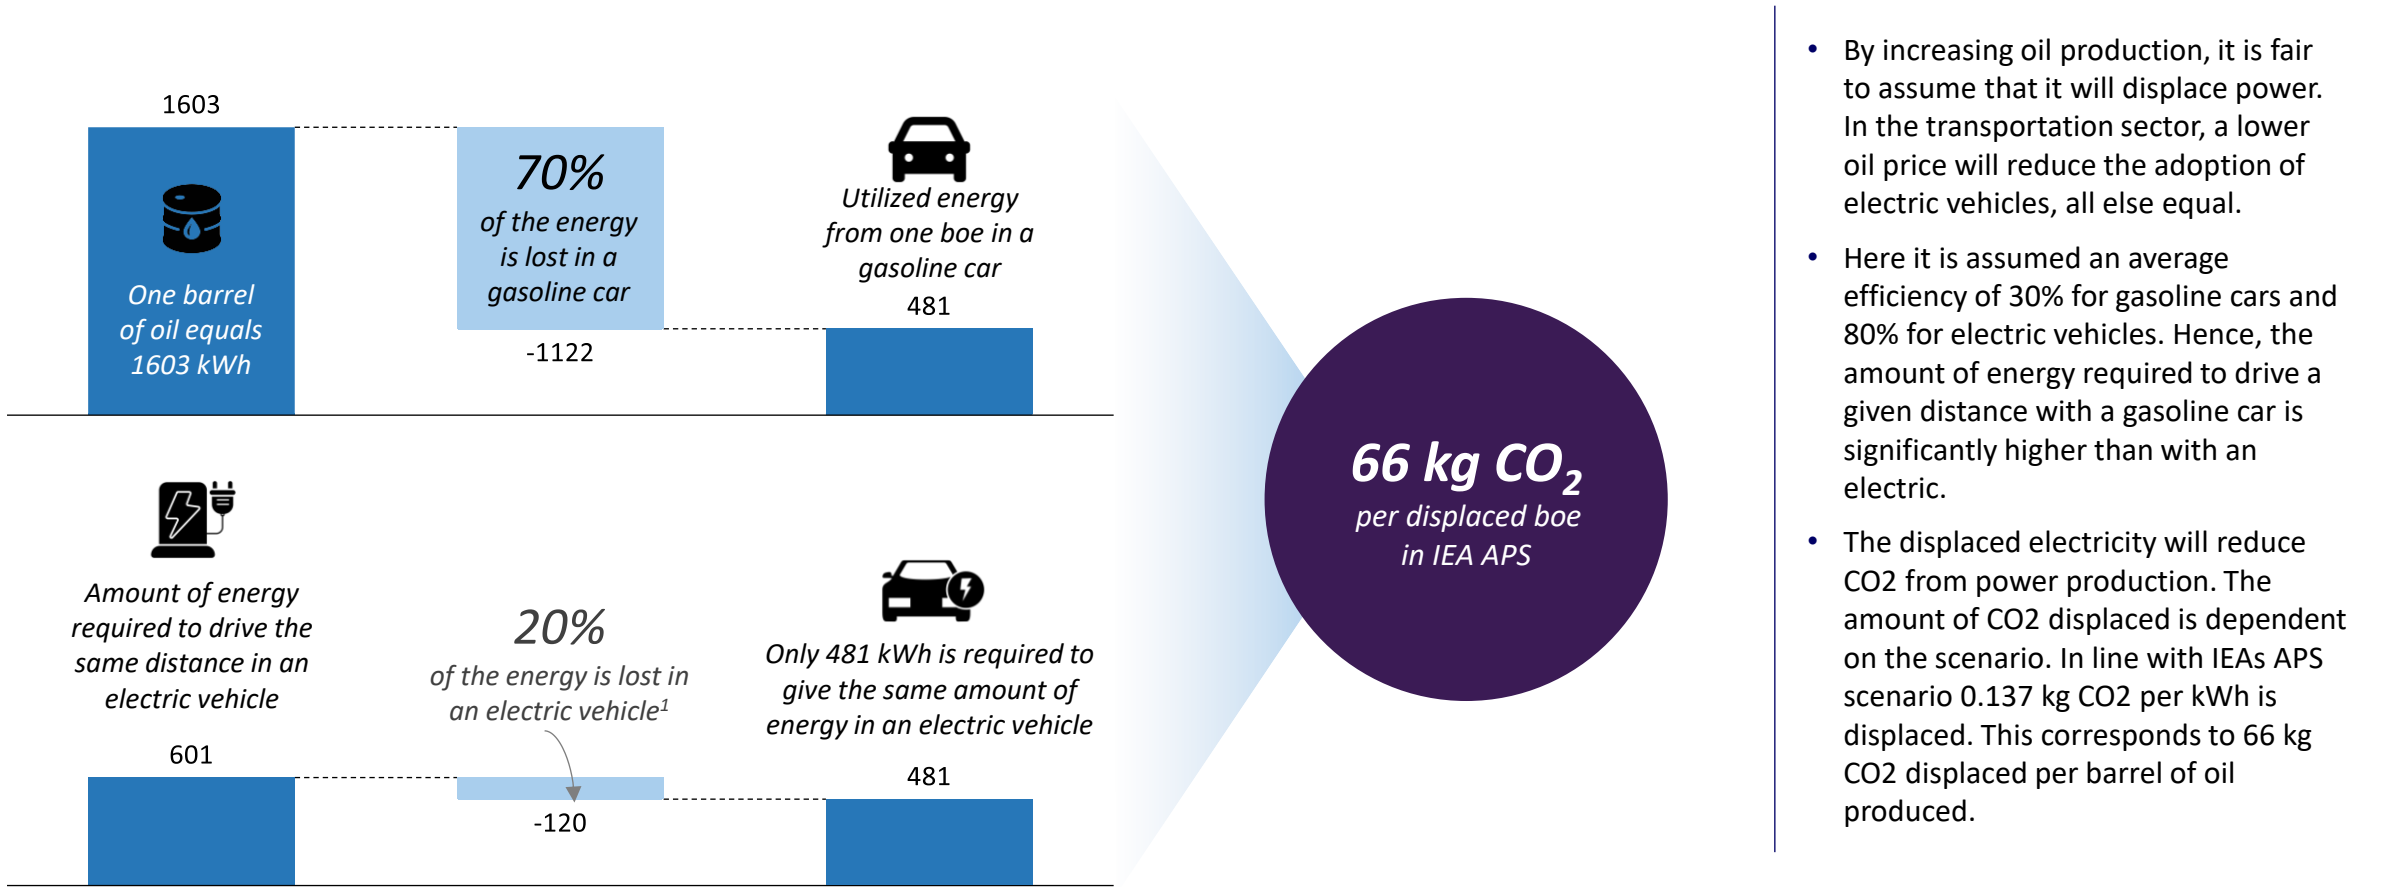 1603
One barrel
of oil equals
1603 kWh
70%
of the energy
is lost in a
gasoline car
-1122
Utilized energy
from one boe in a
gasoline car
481
Amount of energy
required to drive the
same distance in an
electric vehicle
601
20%
of the energy is lost in
an electric vehicle¹
-120
Only 481 kWh is required to
give the same amount of
energy in an electric vehicle
481
66 kg CO₂
per displaced boe
in IEA APS
• By increasing oil production, it is fair
to assume that it will displace power.
In the transportation sector, a lower
oil price will reduce the adoption of
electric vehicles, all else equal.
• Here it is assumed an average
efficiency of 30% for gasoline cars and
80% for electric vehicles. Hence, the
amount of energy required to drive a
given distance with a gasoline car is
significantly higher than with an
electric.
• The displaced electricity will reduce
CO2 from power production. The
amount of CO2 displaced is dependent
on the scenario. In line with IEAs APS
scenario 0.137 kg CO2 per kWh is
displaced. This corresponds to 66 kg
CO2 displaced per barrel of oil
produced.